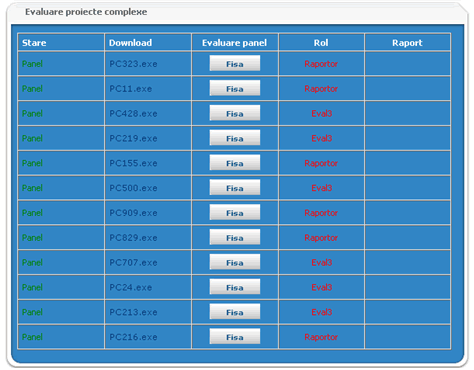 Evaluare proiecte complexe
Stare Download Evaluare panel Rol Raport
Panel PC323.exe Fisa Raportor
Panel PC11.exe Fisa Raportor
Panel PC428.exe Fisa Eval3
Panel PC219.exe Fisa Eval3
Panel PC155.exe Fisa Raportor
Panel PC500.exe Fisa Eval3
Panel PC909.exe Fisa Raportor
Panel PC829.exe Fisa Raportor
Panel PC707.exe Fisa Eval3
Panel PC24.exe Fisa Eval3
Panel PC213.exe Fisa Eval3
Panel PC216.exe Fisa Raportor